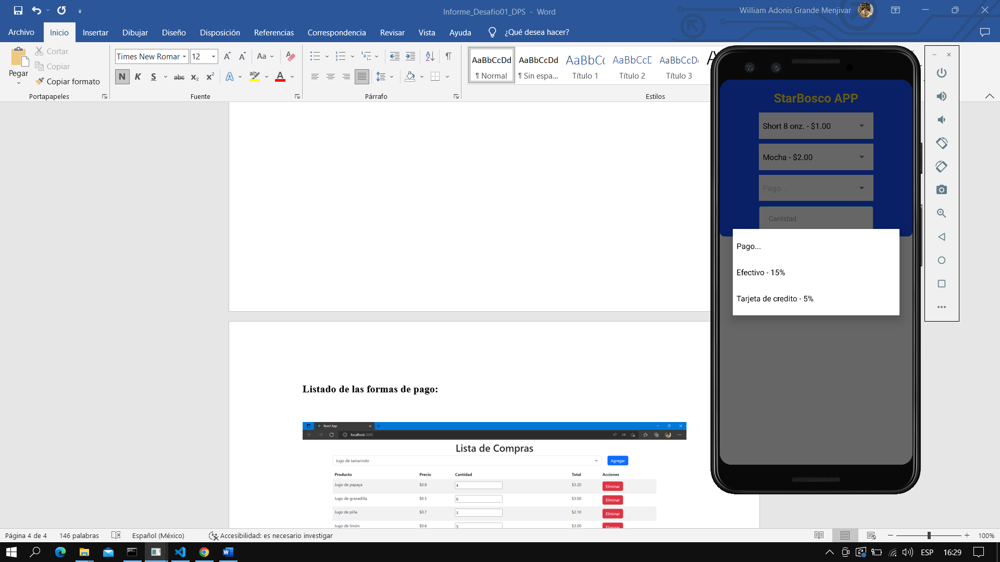 Informe_Desafio01_DPS - Word
William Adonis Grande Menjivar
Archivo
Inicio
Insertar
Dibujar
Diseño
Disposición
Referencias
Correspondencia
Revisar
Vista
Ayuda
¿Qué desea hacer?
Pegar
Cortar
Copiar
Copiar formato
Portapapeles
Times New Roman
12
Aa
N K S abc x₂ x²
Fuente
Párrafo
AaBbCcDd
¶ Normal
AaBbCcDd
¶ Sin espa...
AaBbCc
Título 1
AaBbCcD
Título 2
AaBbCcD
Título 3
Estilos
StarBosco APP
Short 8 onz. - $1.00
Mocha - $2.00
Pago...
Cantidad
Pago...
Efectivo - 15%
Tarjeta de credito - 5%
Listado de las formas de pago:
React App
localhost:3000
Lista de Compras
Jugo de tamarindo
Agregar
Producto Precio Cantidad Total Acciones
Jugo de papaya $0.8 4 $3.20 Eliminar
Jugo de granadilla $0.5 6 $3.00 Eliminar
Jugo de piña $0.7 3 $2.10 Eliminar
Jugo de limón $0.6 5 $3.00 Eliminar
Página 4 de 4
146 palabras
Español (México)
Accesibilidad: es necesario investigar
100%
ESP
16:29